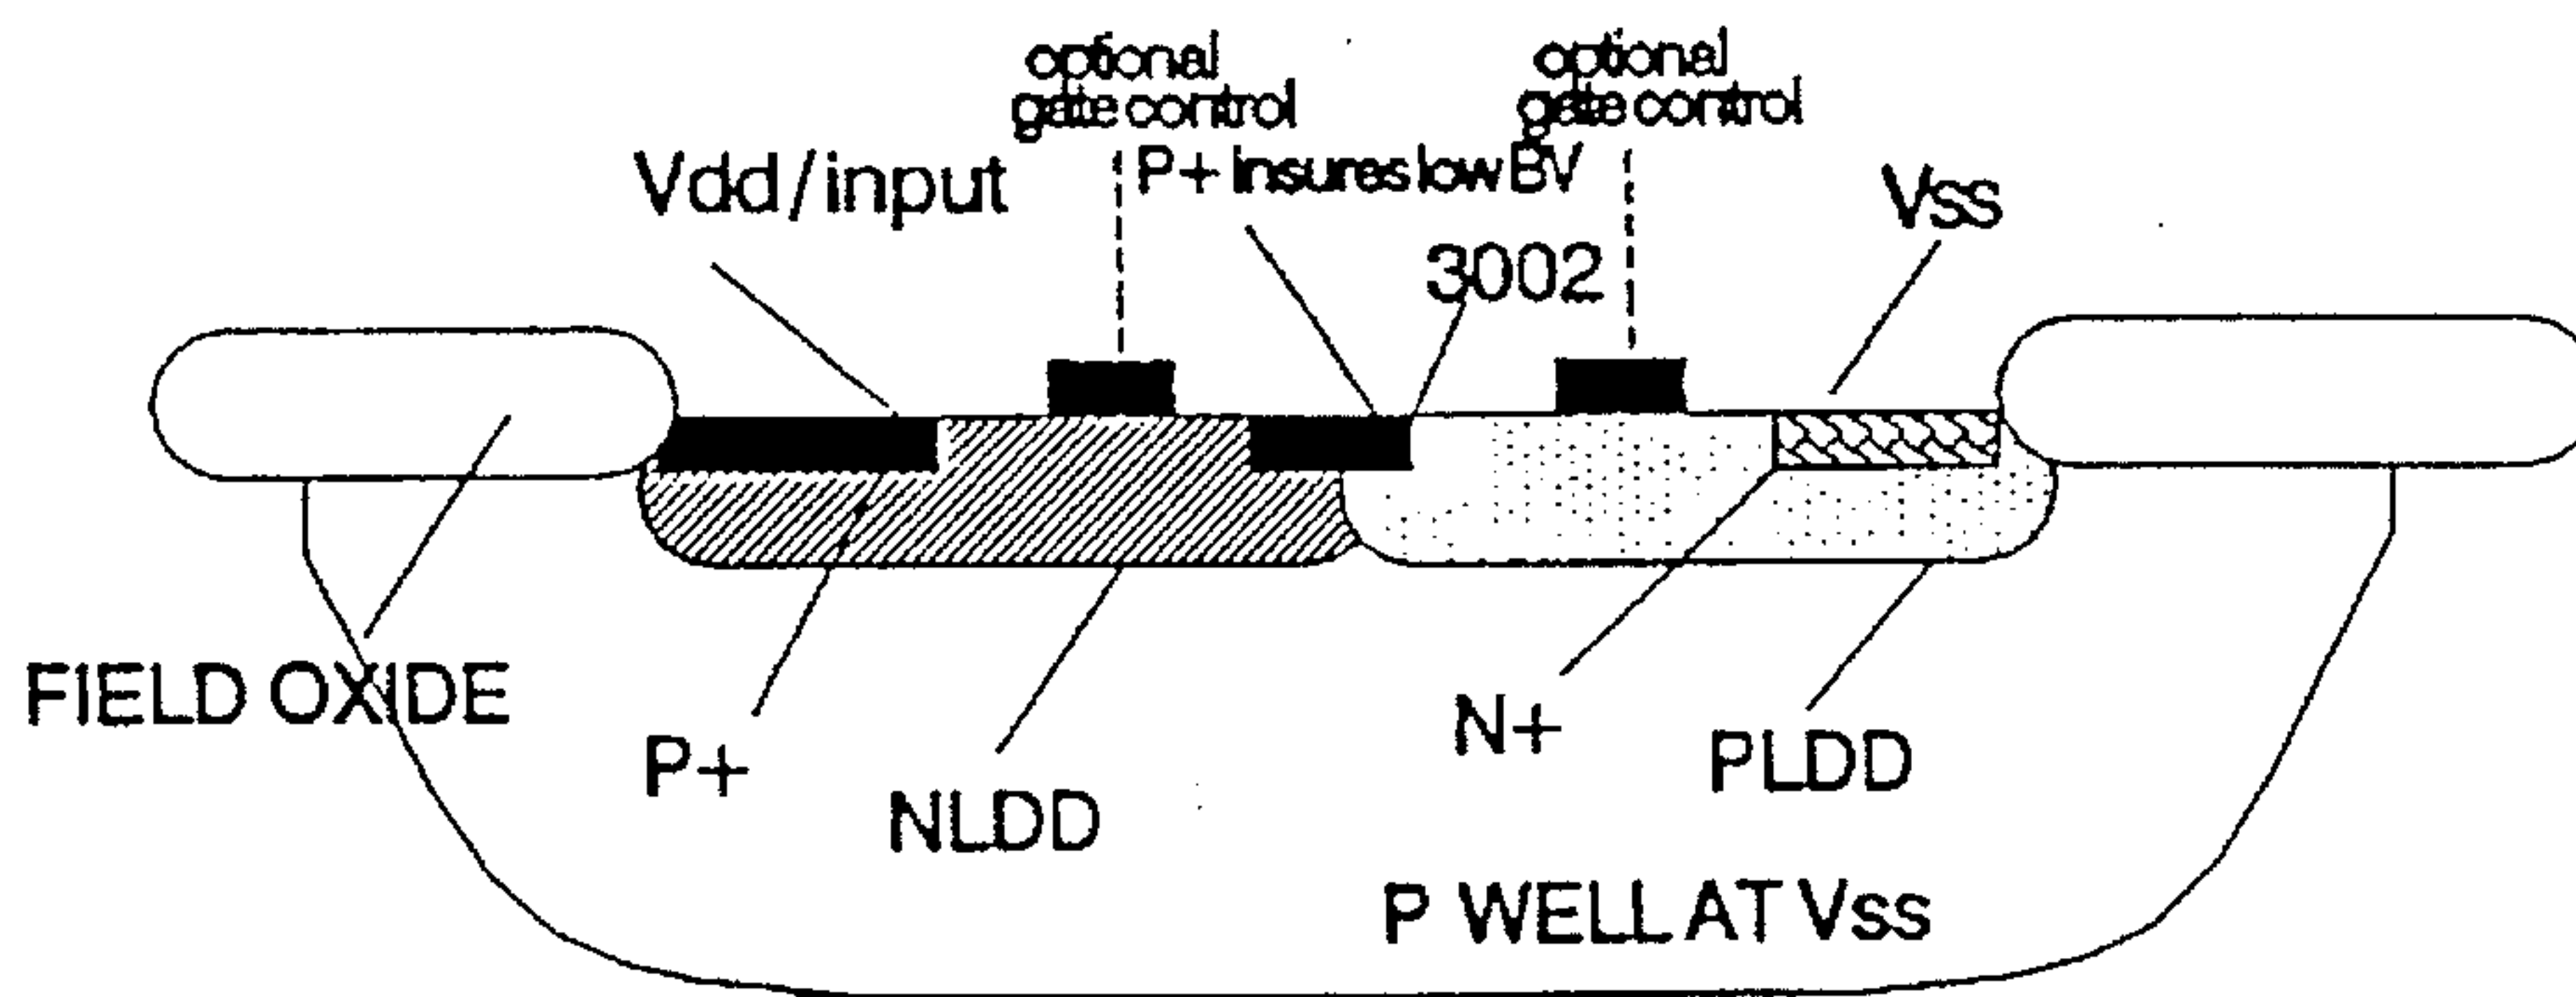 optional
gate control
optional
gate control
Vdd/input
P+ insures low BV
Vss
3002
FIELD OXIDE
P+
NLDD
N+
PLDD
P WELL AT Vss